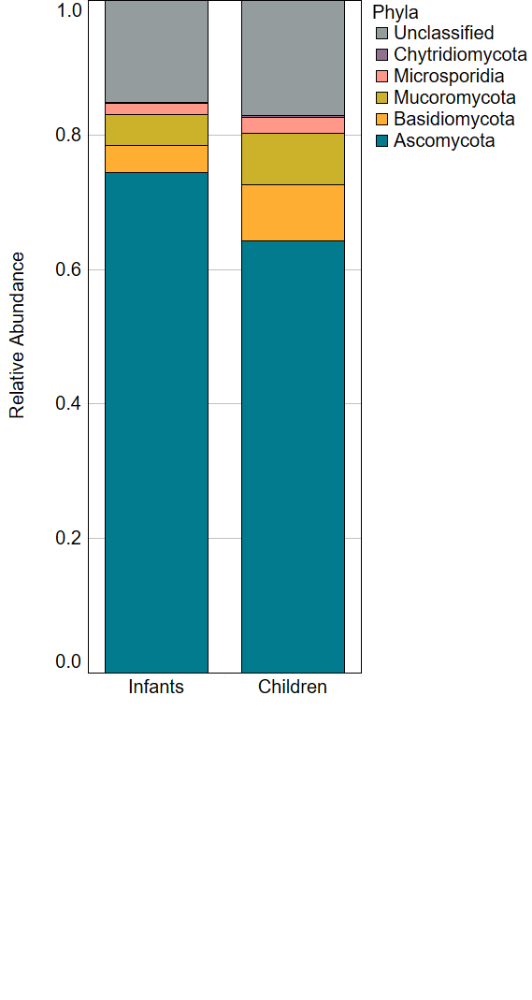 1.0
0.8
0.6
0.4
0.2
0.0
Relative Abundance
Infants
Children
Phyla
Unclassified
Chytridiomycota
Microsporidia
Mucoromycota
Basidiomycota
Ascomycota